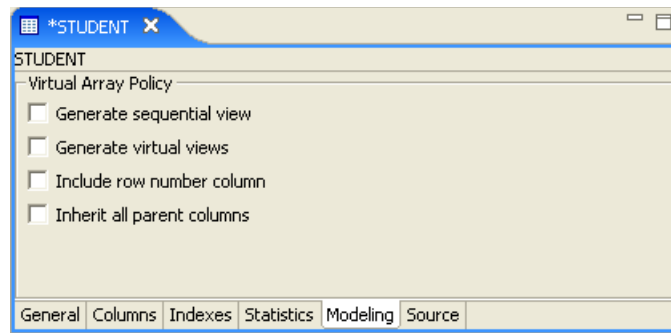 *STUDENT
STUDENT
Virtual Array Policy
Generate sequential view
Generate virtual views
Include row number column
Inherit all parent columns
General Columns Indexes Statistics Modeling Source